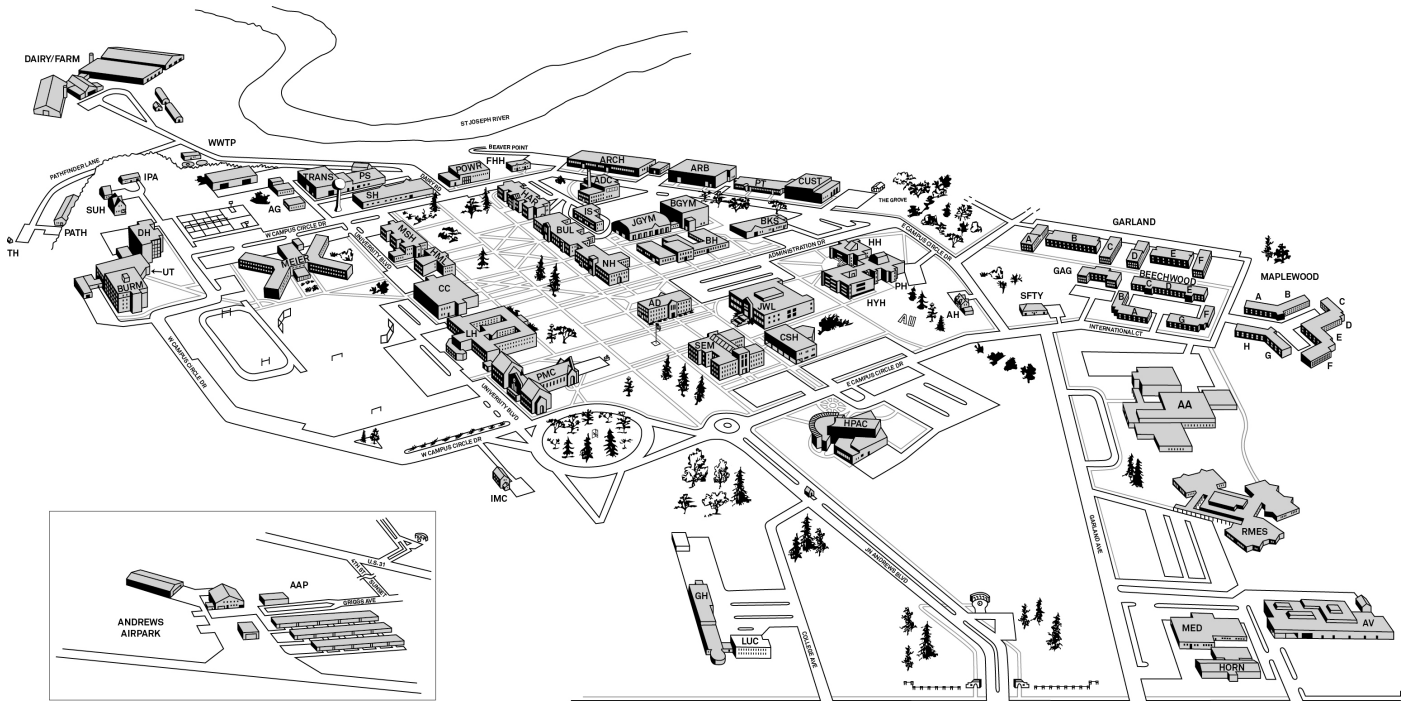 DAIRY/FARM
ST JOSEPH RIVER
WWTP
BEAVER POINT
PATHFINDER LANE
IPA
TRANS
PS
POWR
FHH
ARCH
ARB
PT
CUST
SH
DAIRY RD
ADC
HAR
IS
THE GROVE
SUH
AG
PATH
TH
DH
W CAMPUS CIRCLE DR
UNIVERSITY BLVD
MSH
BUL
JGYM
BGYM
BKS
BH
E CAMPUS CIRCLE DR
GARLAND
A
B
C
D
E
F
UT
BURM
MEIER
MM
NH
ADMINISTRATION DR
HH
PH
HYH
GAG
BEECHWOOD
C
D
E
B
A
F
G
MAPLEWOOD
A
B
C
D
E
F
G
H
CC
AD
JWL
AH
SFTY
INTERNATIONAL CT
LH
SEM
CSH
W CAMPUS CIRCLE DR
PMC
UNIVERSITY BLVD
E CAMPUS CIRCLE DR
AA
HPAC
W CAMPUS CIRCLE DR
IMC
RMES
GARLAND AVE
JN ANDREWS BLVD
U.S. 31
4TH ST
SUNSET
AAP
GRIGGS AVE
ANDREWS
AIRPARK
GH
LUC
COLLEGE AVE
MED
HORN
AV